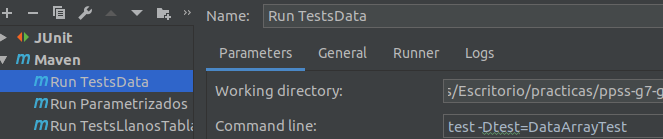 Name: Run TestsData
JUnit
Maven
Run TestsData
Run Parametrizados
Run TestsLlanosTabla
Parameters General Runner Logs
Working directory: s/Escritorio/practicas/ppss-g7-g
Command line: test -Dtest=DataArrayTest